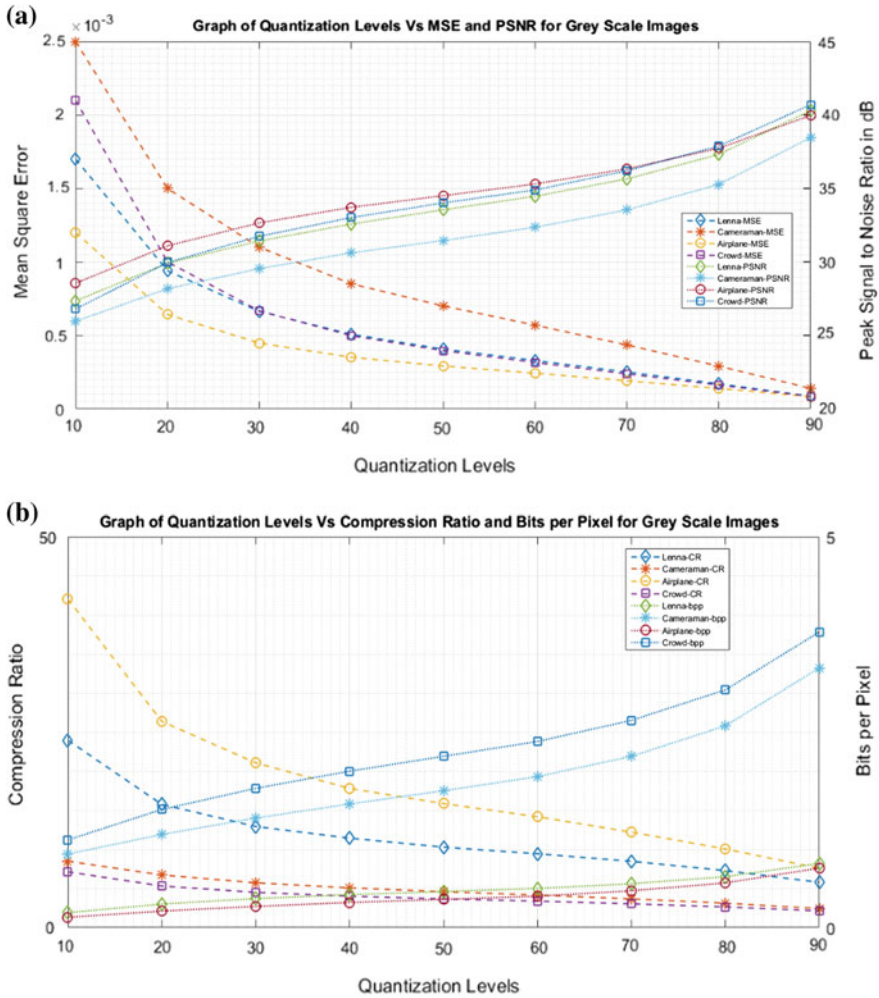 (a)
Graph of Quantization Levels Vs MSE and PSNR for Grey Scale Images
× 10⁻³
2.5
2
1.5
1
0.5
0
Mean Square Error
45
40
35
30
25
20
Peak Signal to Noise Ratio in dB
Lenna-MSE
Cameraman-MSE
Airplane-MSE
Crowd-MSE
Lenna-PSNR
Cameraman-PSNR
Airplane-PSNR
Crowd-PSNR
10 20 30 40 50 60 70 80 90
Quantization Levels
(b)
Graph of Quantization Levels Vs Compression Ratio and Bits per Pixel for Grey Scale Images
50
0
Compression Ratio
5
0
Bits per Pixel
Lenna-CR
Cameraman-CR
Airplane-CR
Crowd-CR
Lenna-bpp
Cameraman-bpp
Airplane-bpp
Crowd-bpp
10 20 30 40 50 60 70 80 90
Quantization Levels